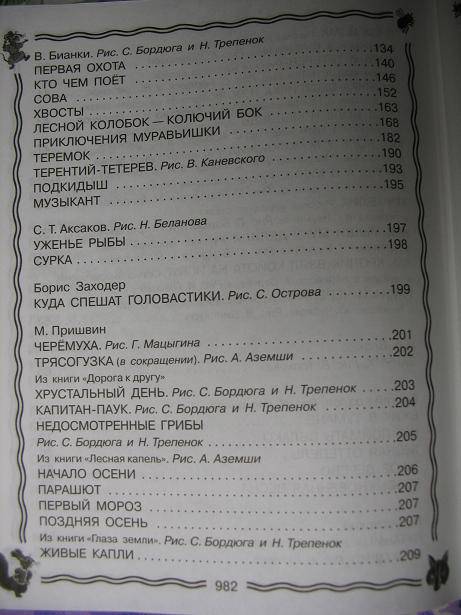 В. Бианки. Рис. С. Бордюга и Н. Трепенок
ПЕРВАЯ ОХОТА ........ 134
КТО ЧЕМ ПОЁТ ........ 140
СОВА ........ 146
ХВОСТЫ ........ 152
ЛЕСНОЙ КОЛОБОК — КОЛЮЧИЙ БОК ........ 163
ПРИКЛЮЧЕНИЯ МУРАВЬИШКИ ........ 168
ТЕРЕМОК ........ 182
ТЕРЕНТИЙ-ТЕТЕРЕВ. Рис. В. Каневского ........ 190
ПОДКИДЫШ ........ 193
МУЗЫКАНТ ........ 195
С. Т. Аксаков. Рис. Н. Беланова
УЖЕНЬЕ РЫБЫ ........ 197
СУРКА ........ 198
Борис Заходер
КУДА СПЕШАТ ГОЛОВАСТИКИ. Рис. С. Острова ........ 199
М. Пришвин
ЧЕРЁМУХА. Рис. Г. Мацыгина ........ 201
ТРЯСОГУЗКА (в сокращении). Рис. А. Аземши ........ 202
Из книги «Дорога к другу»
ХРУСТАЛЬНЫЙ ДЕНЬ. Рис. С. Бордюга и Н. Трепенок ........ 203
КАПИТАН-ПАУК. Рис. С. Бордюга и Н. Трепенок ........ 204
НЕДОСМОТРЕННЫЕ ГРИБЫ
Рис. С. Бордюга и Н. Трепенок ........ 205
Из книги «Лесная капель». Рис. А. Аземши
НАЧАЛО ОСЕНИ ........ 206
ПАРАШЮТ ........ 207
ПЕРВЫЙ МОРОЗ ........ 207
ПОЗДНЯЯ ОСЕНЬ ........ 207
Из книги «Глаза земли». Рис. С. Бордюга и Н. Трепенок
ЖИВЫЕ КАПЛИ ........ 209
982